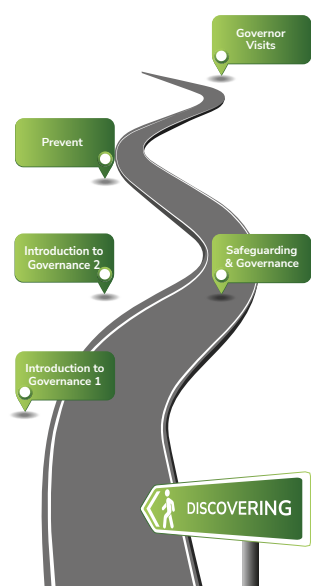 Governor
Visits
Prevent
Introduction to
Governance 2
Safeguarding
& Governance
Introduction to
Governance 1
DISCOVERING